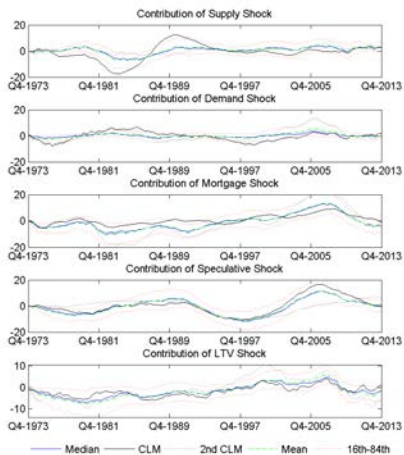 Contribution of Supply Shock
20
0
-20
Q4-1973 Q4-1981 Q4-1989 Q4-1997 Q4-2005 Q4-2013
Contribution of Demand Shock
20
0
-20
Q4-1973 Q4-1981 Q4-1989 Q4-1997 Q4-2005 Q4-2013
Contribution of Mortgage Shock
20
0
-20
Q4-1973 Q4-1981 Q4-1989 Q4-1997 Q4-2005 Q4-2013
Contribution of Speculative Shock
20
0
-20
Q4-1973 Q4-1981 Q4-1989 Q4-1997 Q4-2005 Q4-2013
Contribution of LTV Shock
10
0
-10
Q4-1973 Q4-1981 Q4-1989 Q4-1997 Q4-2005 Q4-2013
Median CLM 2nd CLM Mean 16th-84th